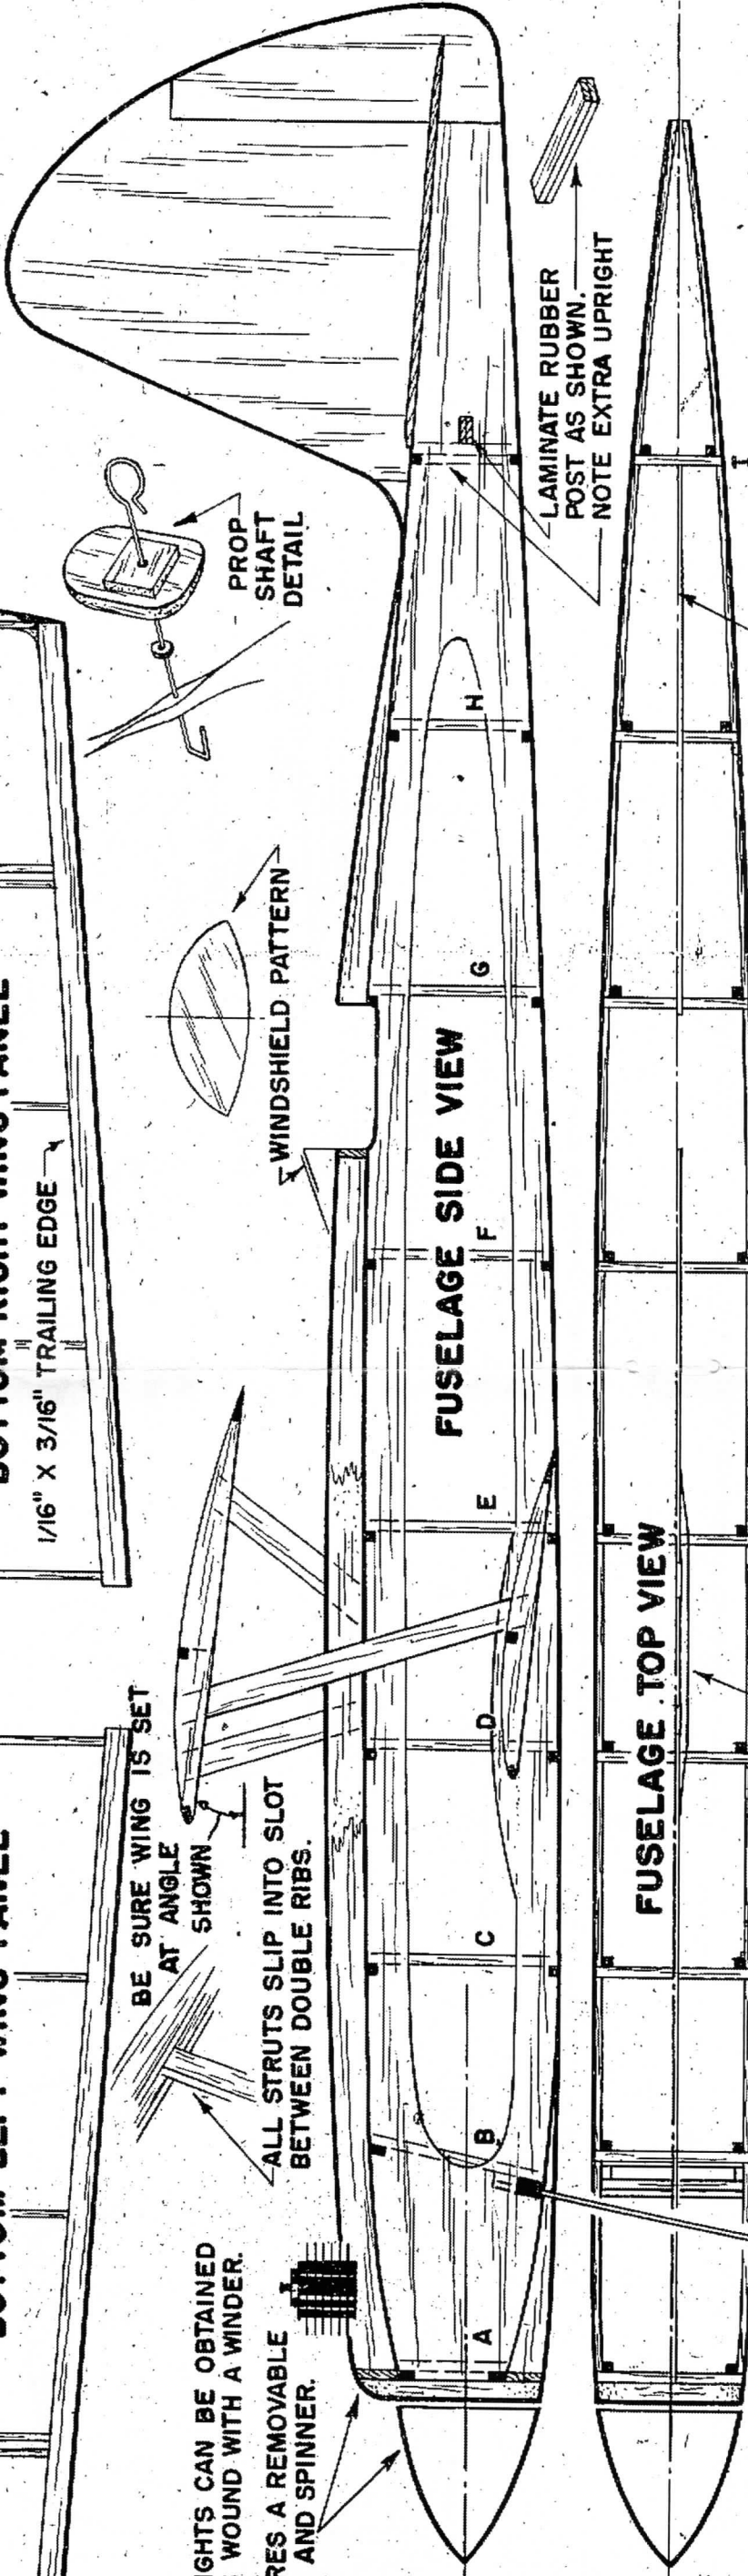 BOTTOM LEFT WING PANEL
BOTTOM RIGHT WING PANEL
1/16" X 3/16" TRAILING EDGE
GHTS CAN BE OBTAINED
WOUND WITH A WINDER.
RES A REMOVABLE
AND SPINNER.
BE SURE WING IS SET
AT ANGLE
SHOWN
ALL STRUTS SLIP INTO SLOT
BETWEEN DOUBLE RIBS.
WINDSHIELD PATTERN
PROP
SHAFT
DETAIL
A
B
C
D
E
F
G
H
FUSELAGE SIDE VIEW
LAMINATE RUBBER
POST AS SHOWN.
NOTE EXTRA UPRIGHT
FUSELAGE TOP VIEW